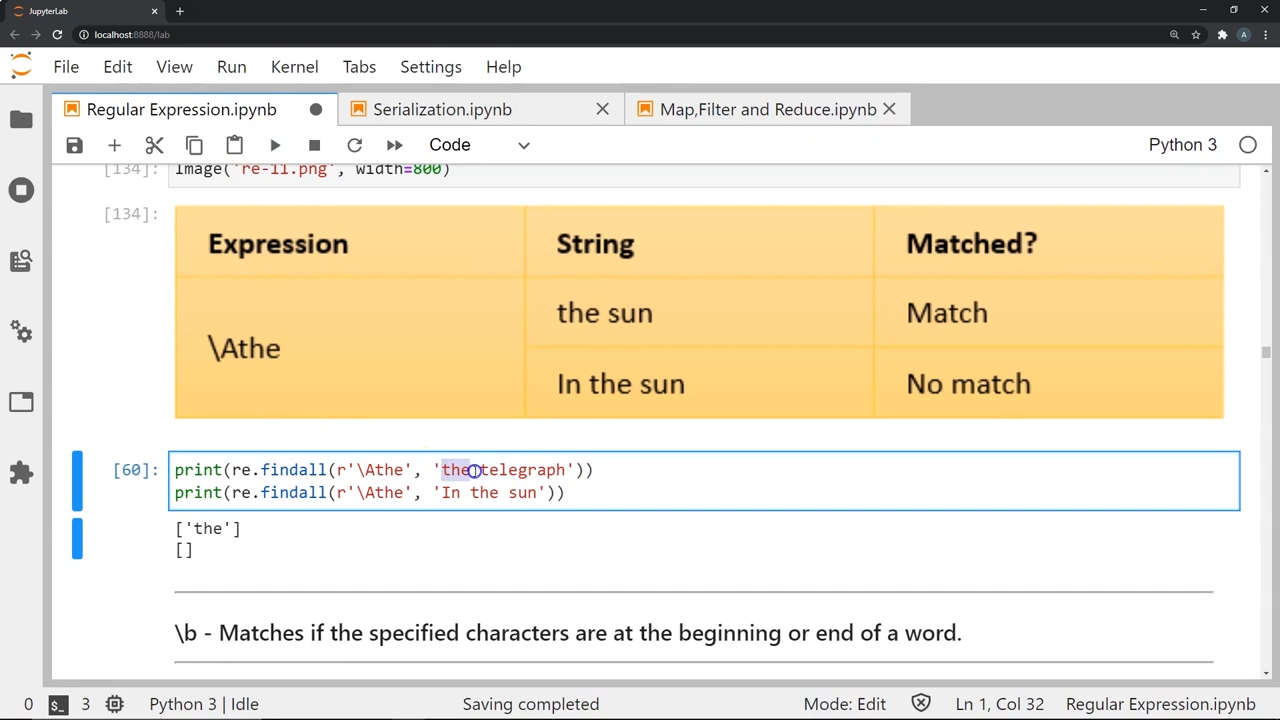 JupyterLab
localhost:8888/lab
File Edit View Run Kernel Tabs Settings Help
Regular Expression.ipynb Serialization.ipynb Map,Filter and Reduce.ipynb
Code Python 3
[134]: Image('re-11.png', width=800)
[134]:
Expression String Matched?
the sun Match
\Athe
In the sun No match
[60]: print(re.findall(r'\Athe', 'the telegraph'))
print(re.findall(r'\Athe', 'In the sun'))
['the']
[]
\b - Matches if the specified characters are at the beginning or end of a word.
0 $_ 3 Python 3 | Idle Saving completed Mode: Edit Ln 1, Col 32 Regular Expression.ipynb